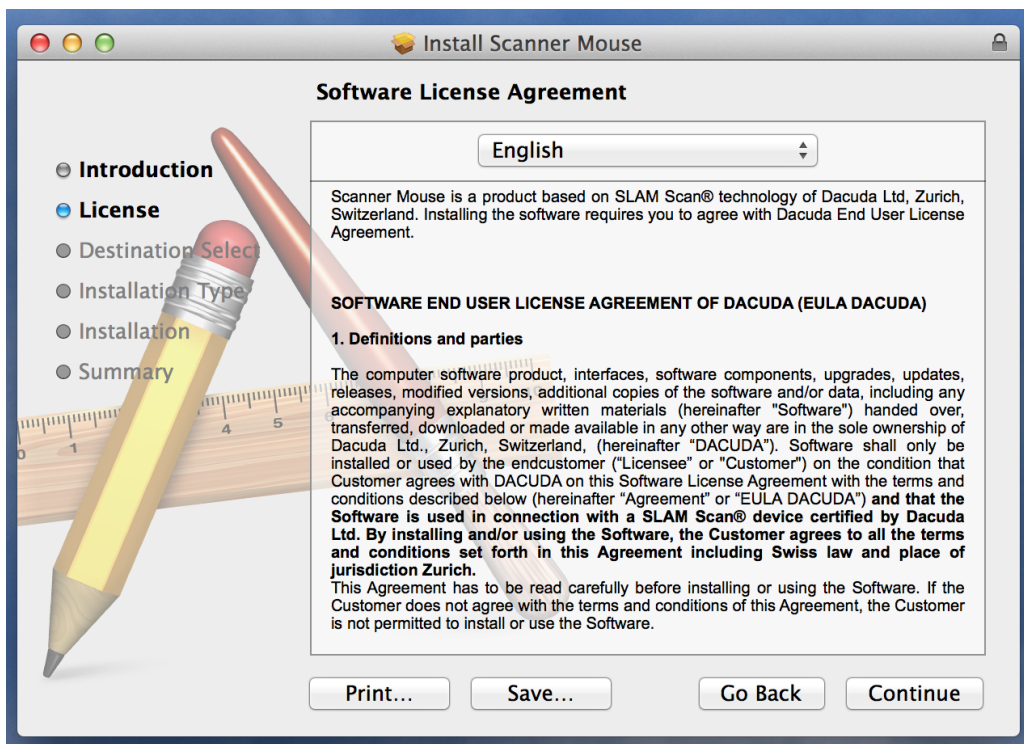 Install Scanner Mouse
Software License Agreement
Introduction
License
Destination Select
Installation Type
Installation
Summary
English
Scanner Mouse is a product based on SLAM Scan® technology of Dacuda Ltd, Zurich,
Switzerland. Installing the software requires you to agree with Dacuda End User License
Agreement.
SOFTWARE END USER LICENSE AGREEMENT OF DACUDA (EULA DACUDA)
1. Definitions and parties
The computer software product, interfaces, software components, upgrades, updates,
releases, modified versions, additional copies of the software and/or data, including any
accompanying explanatory written materials (hereinafter "Software") handed over,
transferred, downloaded or made available in any other way are in the sole ownership of
Dacuda Ltd., Zurich, Switzerland, (hereinafter “DACUDA”). Software shall only be
installed or used by the endcustomer (“Licensee” or "Customer") on the condition that
Customer agrees with DACUDA on this Software License Agreement with the terms and
conditions described below (hereinafter “Agreement” or “EULA DACUDA”) and that the
Software is used in connection with a SLAM Scan® device certified by Dacuda
Ltd. By installing and/or using the Software, the Customer agrees to all the terms
and conditions set forth in this Agreement including Swiss law and place of
jurisdiction Zurich.
This Agreement has to be read carefully before installing or using the Software. If the
Customer does not agree with the terms and conditions of this Agreement, the Customer
is not permitted to install or use the Software.
0 1 4 5
Print...
Save...
Go Back
Continue